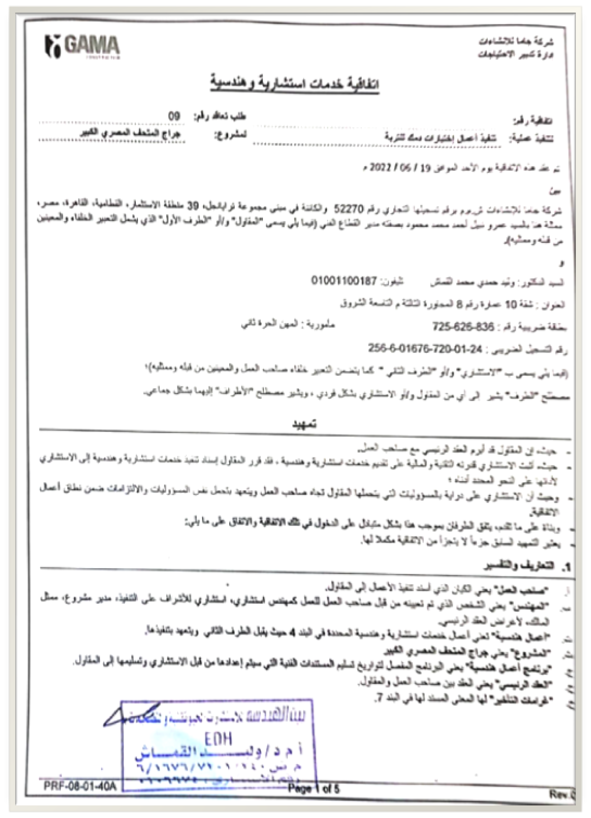 GAMA
CONSTRUCTION
شركة جاما للانشاءات
ادارة تدبير الاحتياجات
اتفاقية خدمات استشارية وهندسية
اتفاقية رقم:
طلب تعاقد رقم: 09
لتنفيذ عملية: تنفيذ أعمال إختبارات دمك للتربة
لمشروع: جراج المتحف المصري الكبير
تم عقد هذه الاتفاقية يوم الأحد الموافق 19 / 06 / 2022 م
بين
شركة جاما للانشاءات ش.م.م برقم تسجيلها التجاري رقم 52270 والكائنة في مبنى مجموعة ترايانجل، 39 منطقة الاستثمار، القطامية، القاهرة، مصر،
ممثلة هنا بالسيد عمرو نبيل أحمد محمد محمود بصفته مدير القطاع الفني (فيما يلي يسمى "المقاول" و/أو "الطرف الأول" الذي يشمل التعبير الخلفاء والمعينين
من قبله وممثليه)
و
السيد الدكتور: وليد حمدي محمد القماش تليفون: 01001100187
العنوان : شقة 10 عمارة رقم 8 المجاورة الثالثة م التاسعة الشروق
بطاقة ضريبية رقم : 836-626-725 مأمورية : المهن الحرة ثاني
رقم التسجيل الضريبي : 24-01-720-01676-6-256
(فيما يلي يسمى ب "الاستشاري" و/أو "الطرف الثاني " كما يتضمن التعبير خلفاء صاحب العمل والمعينين من قبله وممثليه)؛
مصطلح "الطرف" يشير إلى أي من المقاول و/أو الاستشاري بشكل فردي ، ويشير مصطلح "الأطراف" إليهما بشكل جماعي.
تمهيد
- حيث، إن المقاول قد أبرم العقد الرئيسي مع صاحب العمل.
- حيث، أثبت الاستشاري قدرته التقنية والمالية على تقديم خدمات استشارية وهندسية ، فقد قرر المقاول إسناد تنفيذ خدمات استشارية وهندسية إلى الاستشاري
لأدائها على النحو المحدد أدناه ؛
- وحيث أن الاستشاري على دراية بالمسؤوليات التي يتحملها المقاول تجاه صاحب العمل ويتعهد بتحمل نفس المسؤوليات والالتزامات ضمن نطاق أعمال
الاتفاقية.
- وبناءً على ما تقدم، يتفق الطرفان بموجب هذا بشكل متبادل على الدخول في تلك الاتفاقية والاتفاق على ما يلي:
- يعتبر التمهيد السابق جزءاً لا يتجزأ من الاتفاقية مكملا لها.
1. التعاريف والتفسير
أ. "صاحب العمل" يعني الكيان الذي أسند تنفيذ الأعمال إلى المقاول.
ب. "المهندس" يعني الشخص الذي تم تعيينه من قبل صاحب العمل للعمل كمهندس استشاري، استشاري للأشراف على التنفيذ، مدير مشروع، ممثل
المالك، لأغراض العقد الرئيسي.
ت. "أعمال هندسية" تعني أعمال خدمات استشارية وهندسية المحددة في البند 4 حيث يقبل الطرف الثاني ويتعهد بتنفيذها.
ث. "المشروع" يعني جراج المتحف المصري الكبير
ج. "برنامج أعمال هندسية" يعني البرنامج المفصل لتواريخ تسليم المستندات الفنية التي سيتم إعدادها من قبل الاستشاري وتسليمها إلى المقاول.
ح. "العقد الرئيسي" يعني العقد بين صاحب العمل والمقاول.
خ. "غرامات التأخير" لها المعنى المسند لها في البند 7.
بيت الهندسة
EDH
أ م د/ وليد القماش
PRF-08-01-40A
Page 1 of 5
Rev.